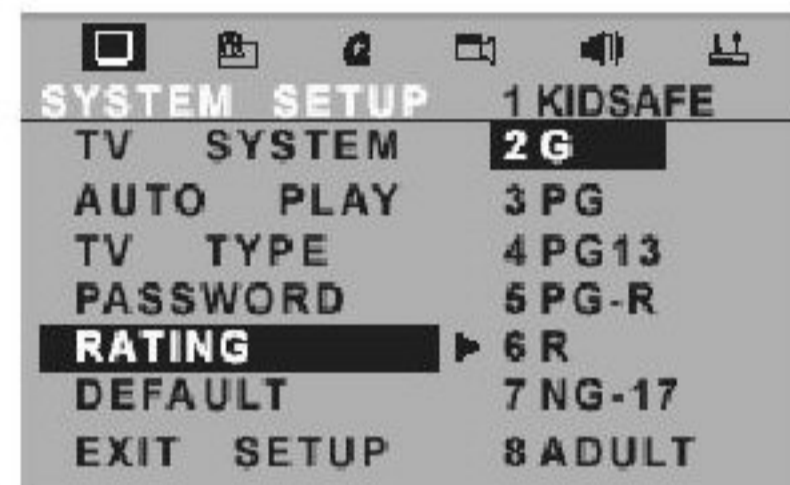 SYSTEM SETUP
TV SYSTEM
AUTO PLAY
TV TYPE
PASSWORD
RATING
DEFAULT
EXIT SETUP
1 KIDSAFE
2 G
3 PG
4 PG13
5 PG-R
6 R
7 NG-17
8 ADULT